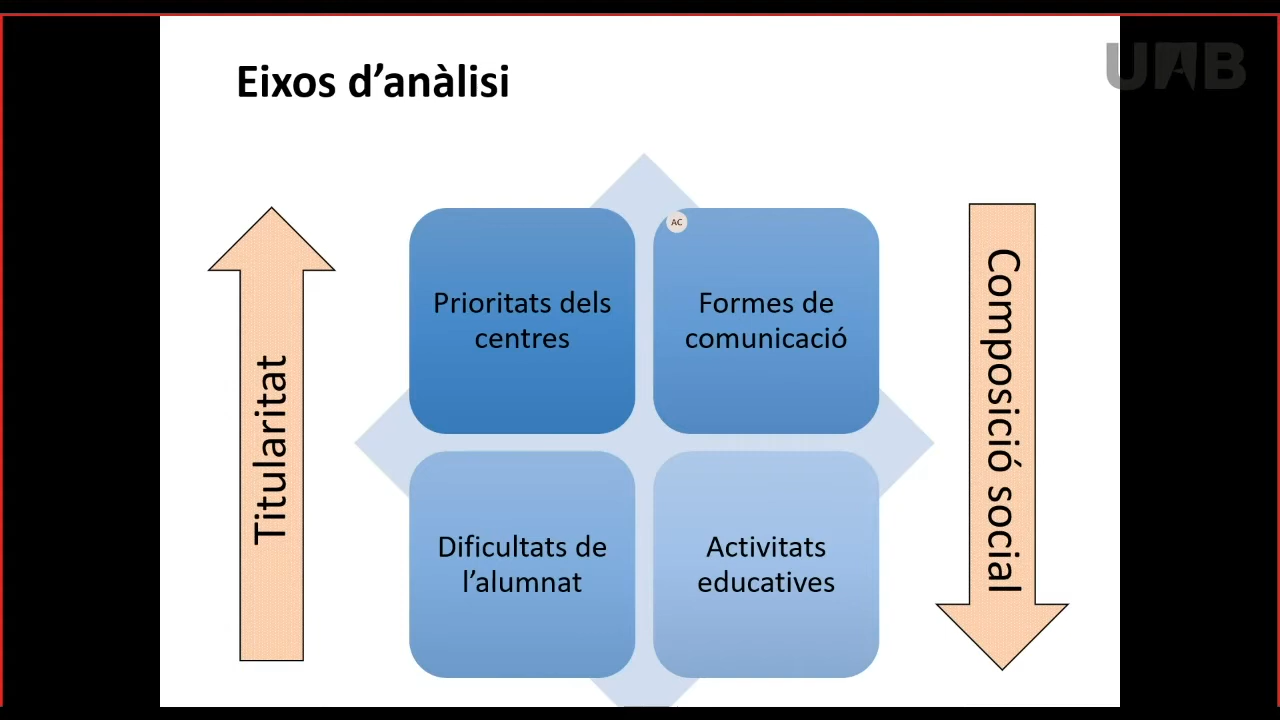 Eixos d’anàlisi
UAB
AC
Prioritats dels
centres
Formes de
comunicació
Dificultats de
l’alumnat
Activitats
educatives
Titularitat
Composició social